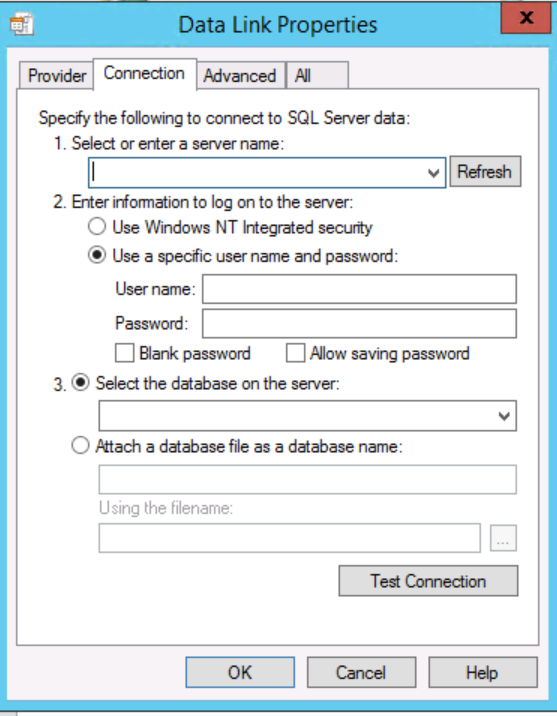 Data Link Properties
x
Provider Connection Advanced All
Specify the following to connect to SQL Server data:
1. Select or enter a server name:
Refresh
2. Enter information to log on to the server:
Use Windows NT Integrated security
Use a specific user name and password:
User name:
Password:
Blank password Allow saving password
3. Select the database on the server:
Attach a database file as a database name:
Using the filename:
...
Test Connection
OK Cancel Help